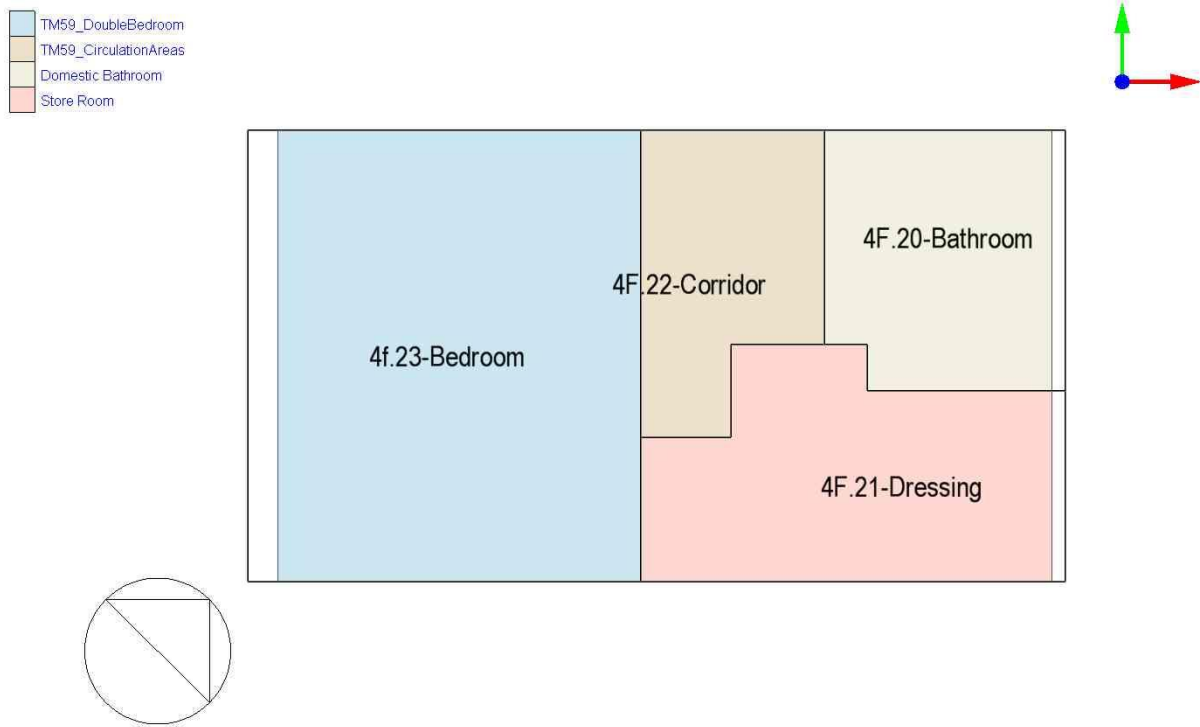 TM59_DoubleBedroom
TM59_CirculationAreas
Domestic Bathroom
Store Room
4F.20-Bathroom
4F.22-Corridor
4f.23-Bedroom
4F.21-Dressing